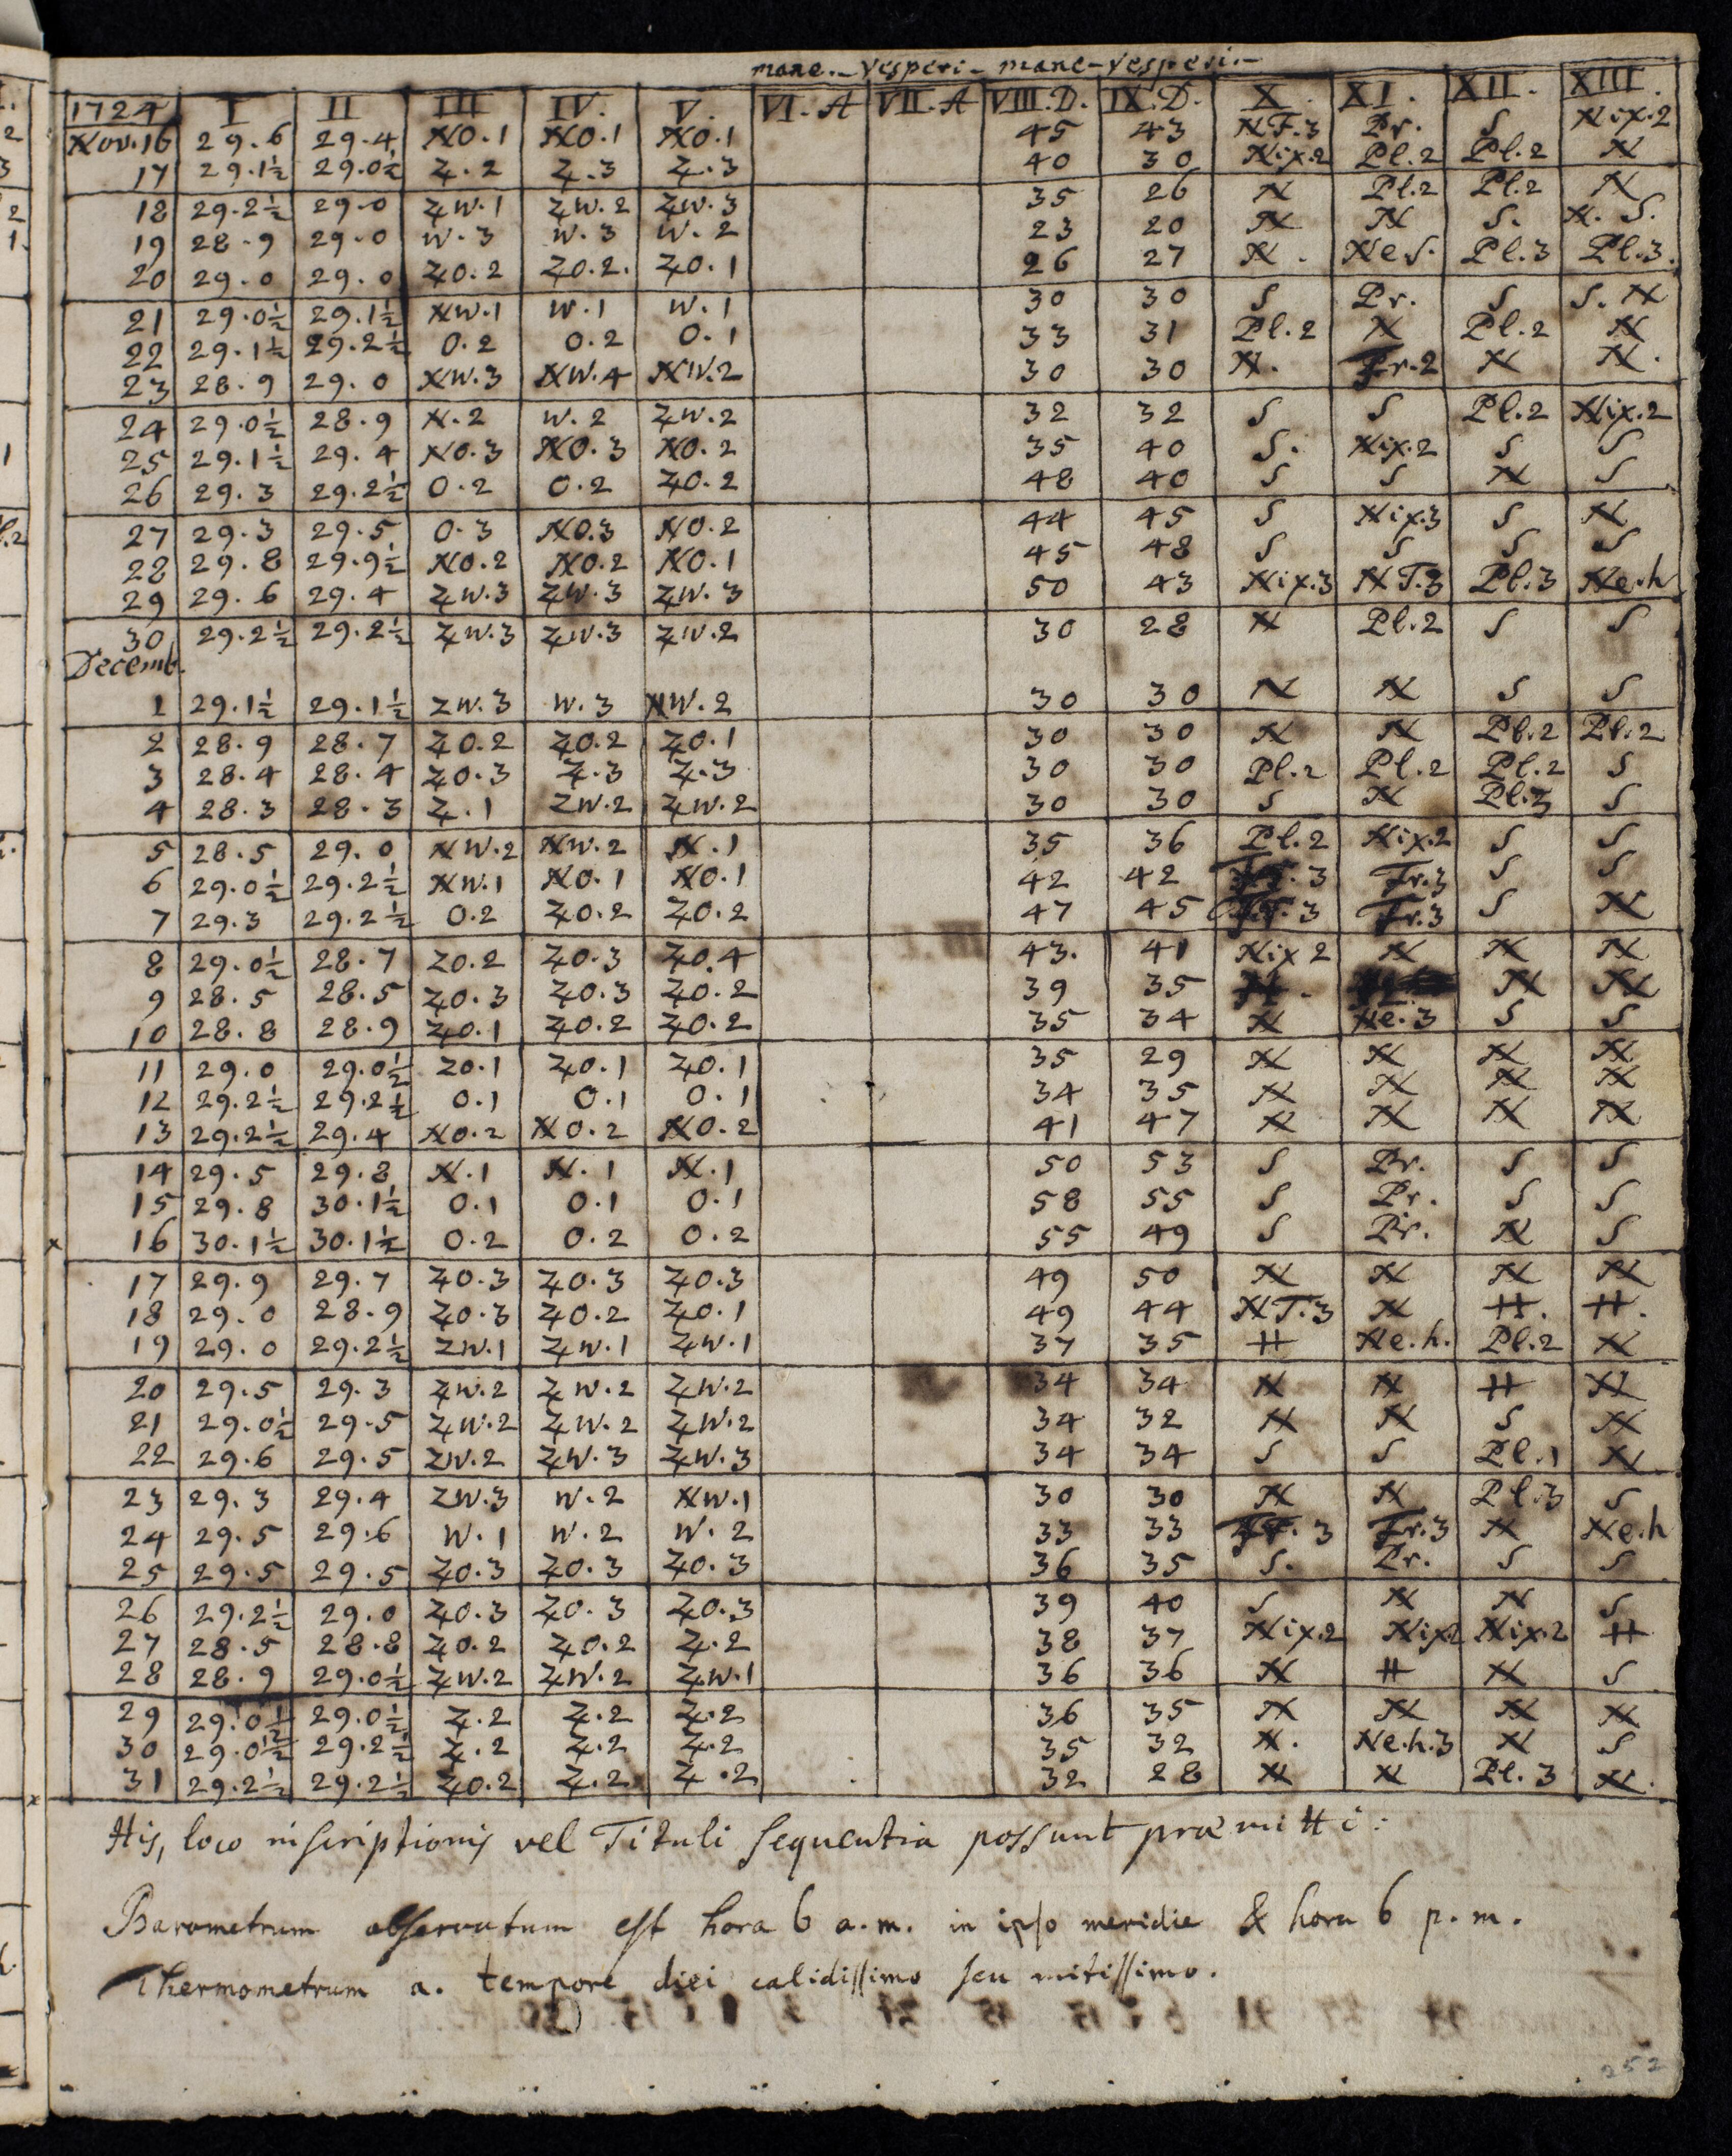 mane. - Vesperi - mane - Vesperi. -
1724 I II III IV. V. VI. A VII. A VIII. D. IX. D. X. XI. XII. XIII.
Nov. 16 29.6 29.4 NO.1 NO.1 NO.1 45 43 NF.3 Pr. S Nix.2
17 29.1½ 29.0½ Z.2 Z.3 Z.3 40 30 Nix.2 Pl.2 Pl.2 N
18 29.2½ 29.0 ZW.1 ZW.2 ZW.3 35 26 N Pl.2 Pl.2 N
19 28.9 29.0 W.3 W.3 W.2 23 20 N N S. N. S.
20 29.0 29.0 ZO.2 ZO.2. ZO.1 26 27 N. Ne S. Pl.3 Pl.3.
21 29.0½ 29.1½ NW.1 W.1 W.1 30 30 S Pr. S S. N
22 29.1½ 29.2½ O.2 O.2 O.1 33 31 Pl.2 N Pl.2 N
23 28.9 29.0 NW.3 NW.4 NW.2 30 30 N. Fr.2 N N.
24 29.0½ 28.9 N.2 W.2 ZW.2 32 32 S S Pl.2 Nix.2
25 29.1½ 29.4 NO.3 NO.3 NO.2 35 40 S. Nix.2 S S
26 29.3 29.2½ O.2 O.2 ZO.2 48 40 S S N S
27 29.3 29.5 O.3 NO.3 NO.2 44 45 S Nix.3 S N
28 29.8 29.9½ NO.2 NO.2 NO.1 45 48 S S S S
29 29.6 29.4 ZW.3 ZW.3 ZW.3 50 43 Nix.3 NT.3 Pl.3 Ne.h
30 29.2½ 29.2½ ZW.3 ZW.3 ZW.2 30 28 N Pl.2 S S
Decemb.
1 29.1½ 29.1½ ZW.3 W.3 NW.2 30 30 N N S S
2 28.9 28.7 ZO.2 ZO.2 ZO.1 30 30 N N Pl.2 Pl.2
3 28.4 28.4 ZO.3 Z.3 Z.3 30 30 Pl.2 Pl.2 Pl.2 S
4 28.3 28.3 Z.1 ZW.2 ZW.2 30 30 S N Pl.3 S
5 28.5 29.0 NW.2 NW.2 N.1 35 36 Pl.2 Nix.2 S S
6 29.0½ 29.2½ NW.1 NO.1 NO.1 42 42 Fr.3 S S
7 29.3 29.2½ O.2 ZO.2 ZO.2 47 45 Fr.3 S N
8 29.0½ 28.7 ZO.2 ZO.3 ZO.4 43. 41 Nix 2 N N N
9 28.5 28.5 ZO.3 ZO.3 ZO.2 39 35 N N
10 28.8 28.9 ZO.1 ZO.2 ZO.2 35 34 N Ne.3 S S
11 29.0 29.0½ ZO.1 ZO.1 ZO.1 35 29 N N N N
12 29.2½ 29.2½ O.1 O.1 O.1 34 35 N N N N
13 29.2½ 29.4 NO.2 NO.2 NO.2 41 47 N N N N
14 29.5 29.8 N.1 N.1 N.1 50 53 S Pr. S S
15 29.8 30.1½ O.1 O.1 O.1 58 55 S Pr. S S
x 16 30.1½ 30.1½ O.2 O.2 O.2 55 49 S Pr. N S
17 29.9 29.7 ZO.3 ZO.3 ZO.3 49 50 N N N N
18 29.0 28.9 ZO.3 ZO.2 ZO.1 49 44 NT.3 N H. H.
19 29.0 29.2½ ZW.1 ZW.1 ZW.1 37 35 H Ne.h. Pl.2 N
20 29.5 29.3 ZW.2 ZW.2 ZW.2 34 34 N N H N
21 29.0½ 29.5 ZW.2 ZW.2 ZW.2 34 32 N N S N
22 29.6 29.5 ZW.2 ZW.3 ZW.3 34 34 S S Pl.1 N
23 29.3 29.4 ZW.3 W.2 NW.1 30 30 N N Pl.3 S
24 29.5 29.6 W.1 W.2 W.2 33 33 Fr.3 N Ne.h
25 29.5 29.5 ZO.3 ZO.3 ZO.3 36 35 S. Pr. S S
26 29.2½ 29.0 ZO.3 ZO.3 ZO.3 39 40 S N N S
27 28.5 28.8 ZO.2 ZO.2 Z.2 38 37 Nix.2 Nix2 Nix.2 H
28 28.9 29.0½ ZW.2 ZW.2 ZW.1 36 36 N H N S
29 29.0½ 29.0½ Z.2 Z.2 Z.2 36 35 N N N N
30 29.0½ 29.2½ Z.2 Z.2 Z.2 35 32 N. Ne.h.3 N S
x 31 29.2½ 29.2½ ZO.2 Z.2 Z.2 32 28 N N Pl.3 N.
His, loco inscriptionis vel Tituli sequentia possunt præmitti:
Barometrum observatum est hora 6 a.m. in ipso meridie & hora 6 p.m.
Thermometrum a. tempore diei calidissimo seu mitissimo.
252